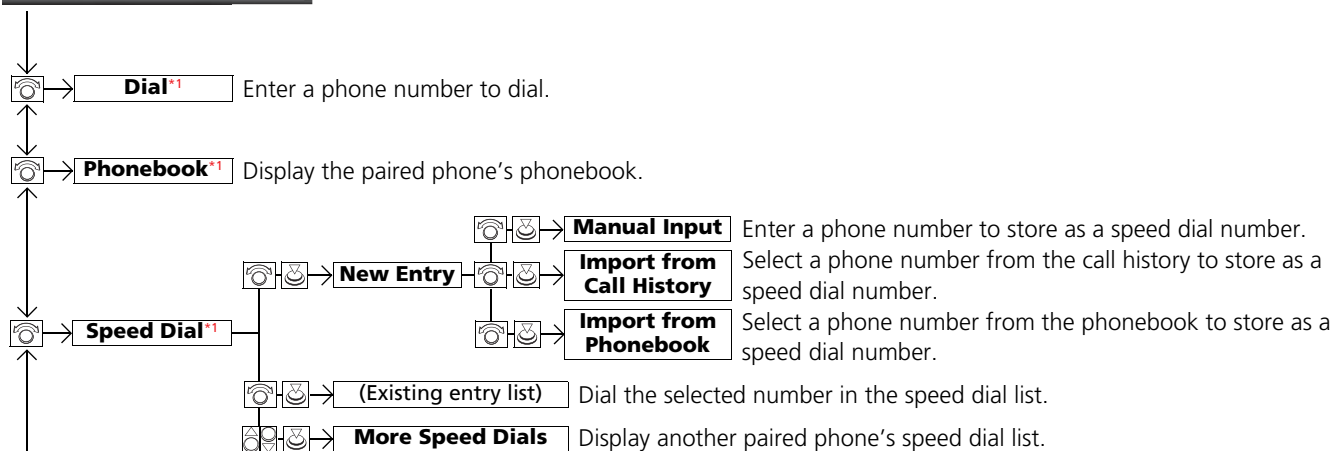 Dial*1 Enter a phone number to dial.
Phonebook*1 Display the paired phone's phonebook.
Manual Input Enter a phone number to store as a speed dial number.
New Entry
Import from Call History
Select a phone number from the call history to store as a
speed dial number.
Speed Dial*1
Import from Phonebook
Select a phone number from the phonebook to store as a
speed dial number.
(Existing entry list) Dial the selected number in the speed dial list.
More Speed Dials Display another paired phone's speed dial list.